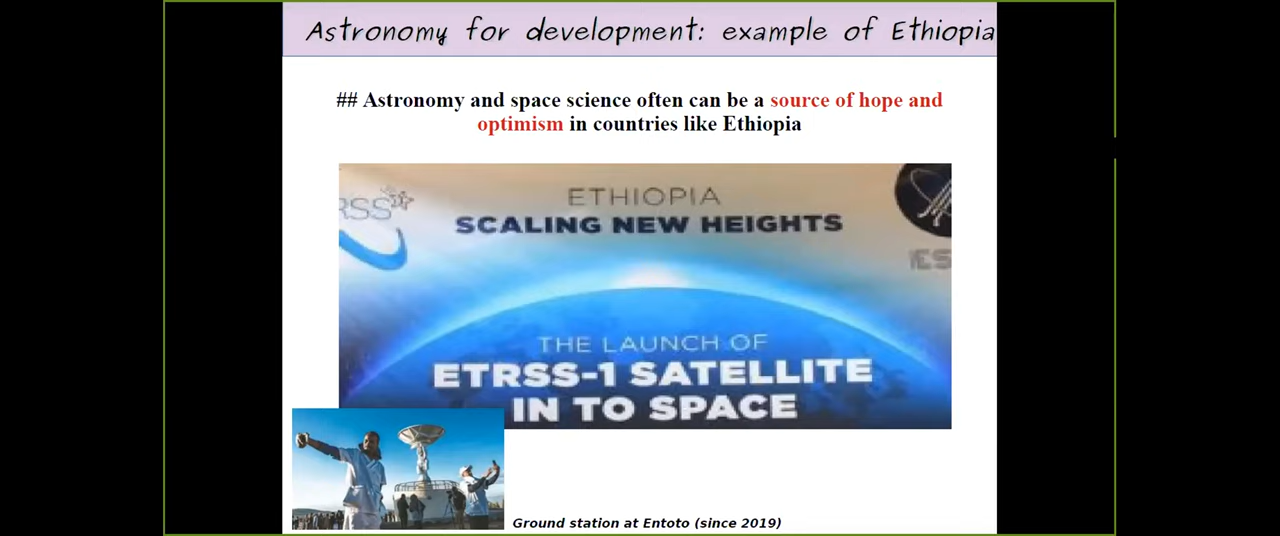 Astronomy for development: example of Ethiopia
## Astronomy and space science often can be a source of hope and
optimism in countries like Ethiopia
RSS
ETHIOPIA
SCALING NEW HEIGHTS
IES
THE LAUNCH OF
ETRSS-1 SATELLITE
IN TO SPACE
Ground station at Entoto (since 2019)